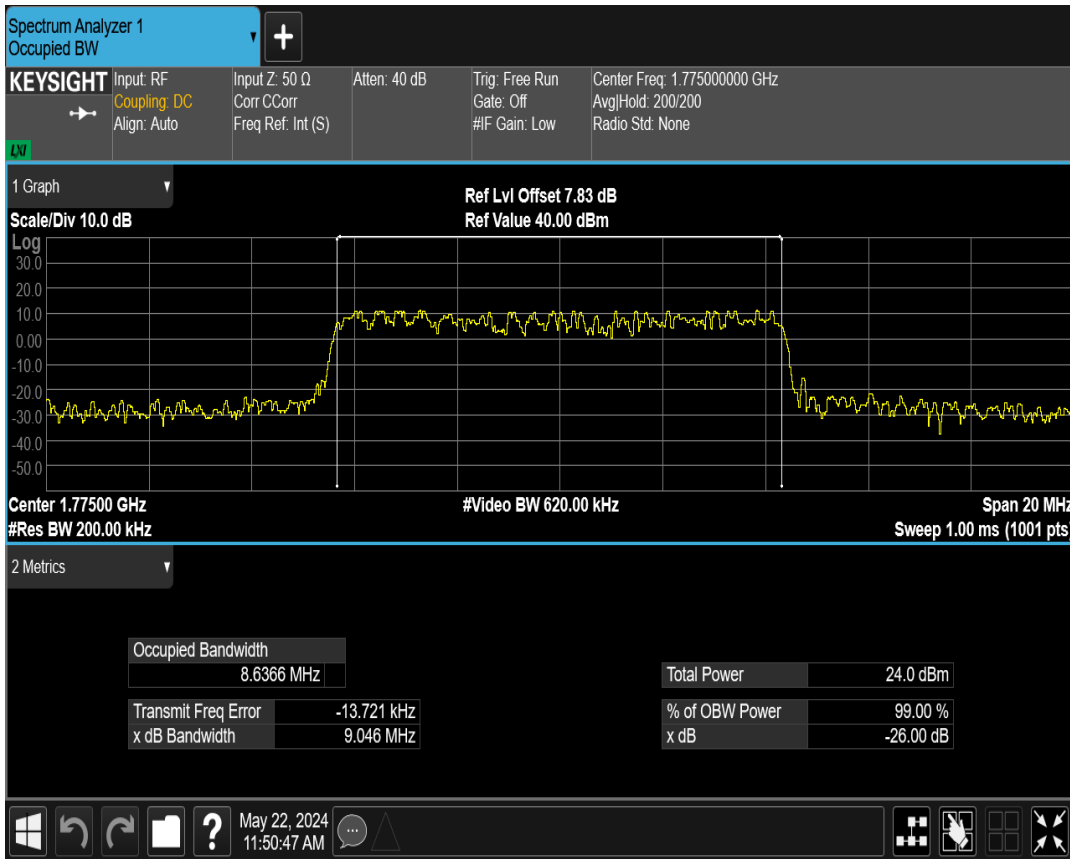 Spectrum Analyzer 1
Occupied BW
KEYSIGHT
LXI
Input: RF
Coupling: DC
Align: Auto
Input Z: 50 Ω
Corr CCorr
Freq Ref: Int (S)
Atten: 40 dB
Trig: Free Run
Gate: Off
#IF Gain: Low
Center Freq: 1.775000000 GHz
Avg|Hold: 200/200
Radio Std: None
1 Graph
Scale/Div 10.0 dB
Ref Lvl Offset 7.83 dB
Ref Value 40.00 dBm
Log
30.0
20.0
10.0
0.00
-10.0
-20.0
-30.0
-40.0
-50.0
Center 1.77500 GHz
#Res BW 200.00 kHz
#Video BW 620.00 kHz
Span 20 MHz
Sweep 1.00 ms (1001 pts)
2 Metrics
Occupied Bandwidth
8.6366 MHz
Transmit Freq Error -13.721 kHz
x dB Bandwidth 9.046 MHz
Total Power 24.0 dBm
% of OBW Power 99.00 %
x dB -26.00 dB
?
May 22, 2024
11:50:47 AM